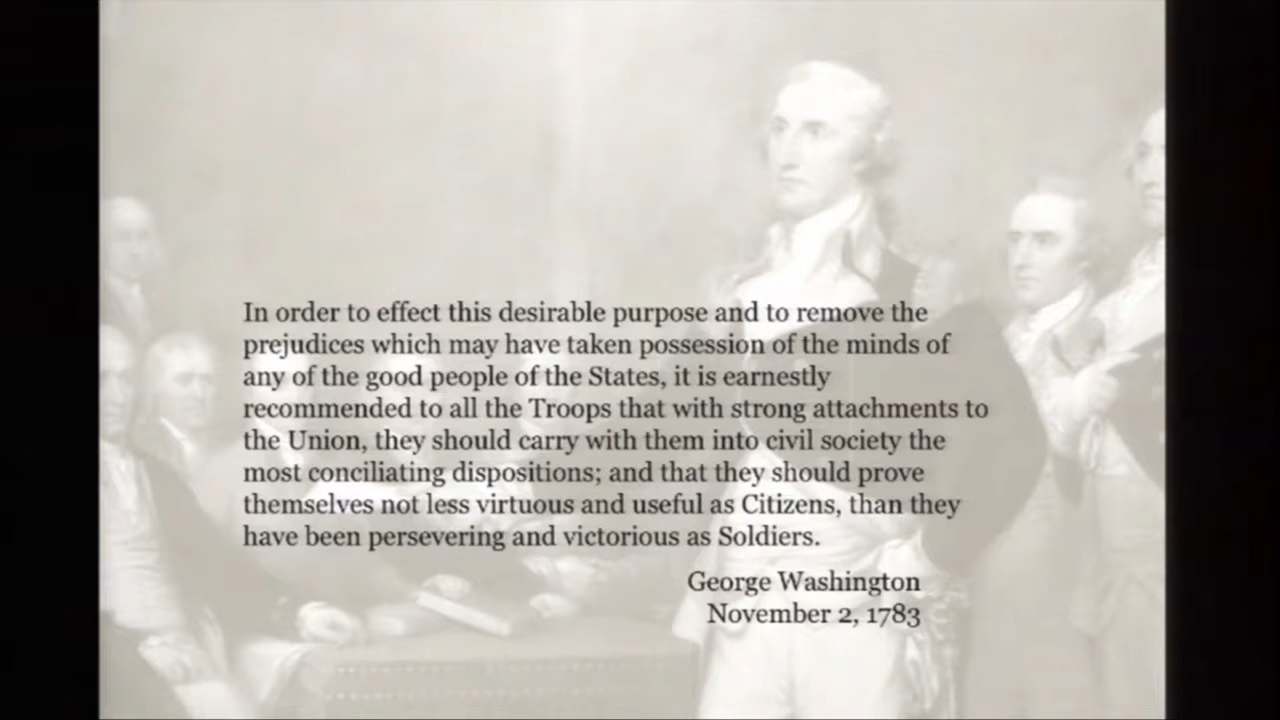 In order to effect this desirable purpose and to remove the
prejudices which may have taken possession of the minds of
any of the good people of the States, it is earnestly
recommended to all the Troops that with strong attachments to
the Union, they should carry with them into civil society the
most conciliating dispositions; and that they should prove
themselves not less virtuous and useful as Citizens, than they
have been persevering and victorious as Soldiers.
George Washington
November 2, 1783